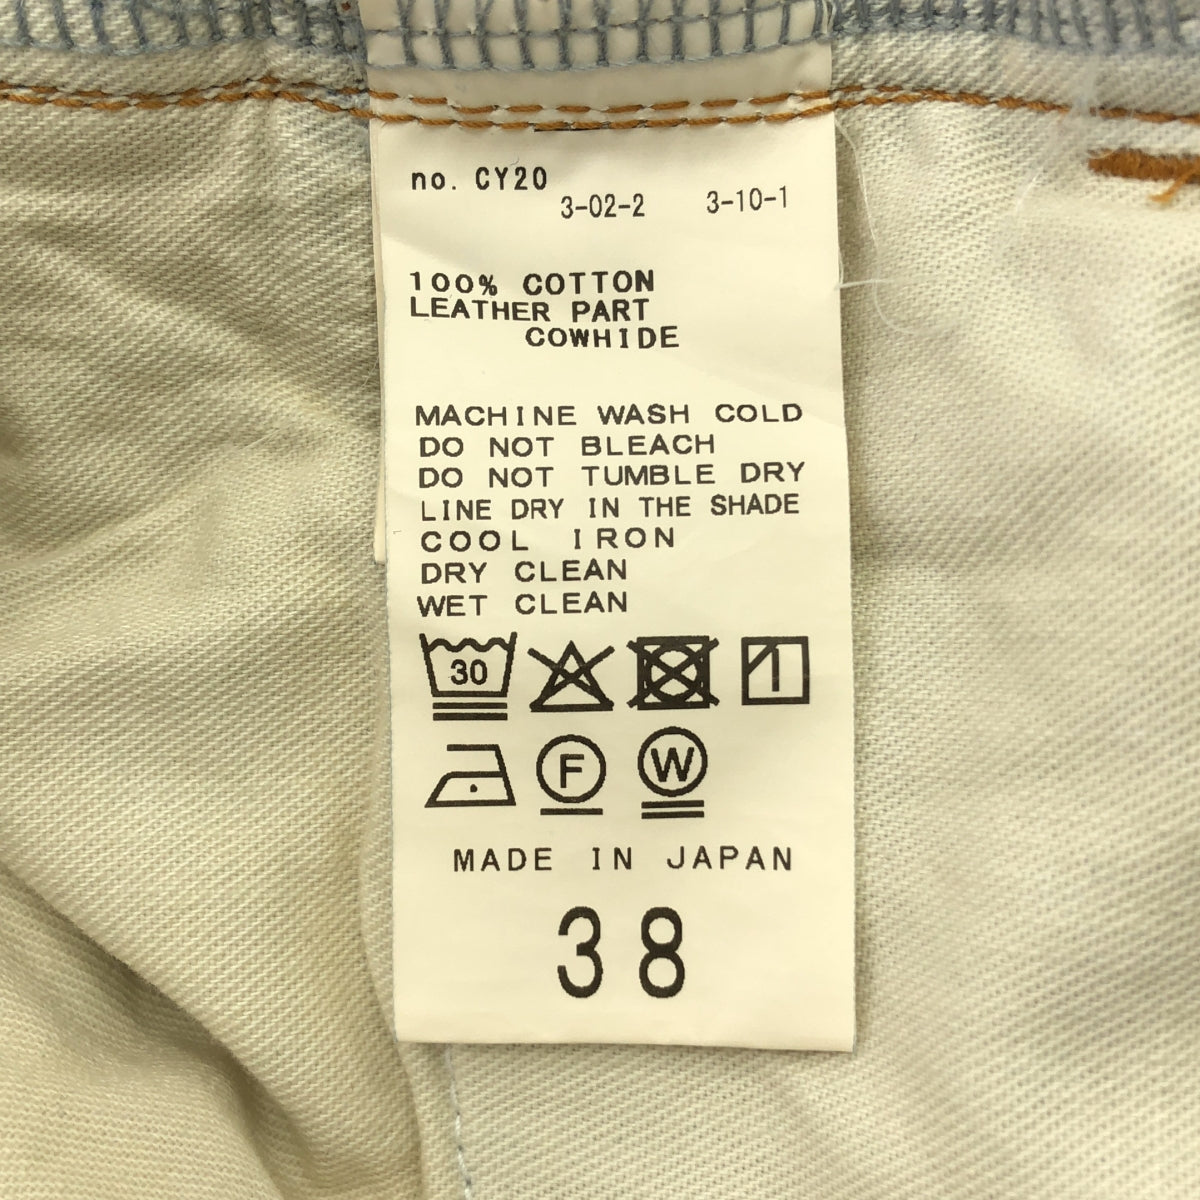 no. CY20
3-02-2 3-10-1
100% COTTON
LEATHER PART
COWHIDE
MACHINE WASH COLD
DO NOT BLEACH
DO NOT TUMBLE DRY
LINE DRY IN THE SHADE
COOL IRON
DRY CLEAN
WET CLEAN
30
F W
MADE IN JAPAN
38